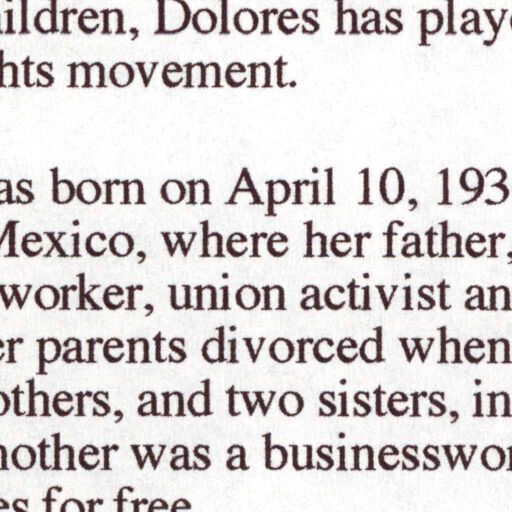 ildren, Dolores has play
hts movement.
as born on April 10, 193
Mexico, where her father,
worker, union activist an
er parents divorced when
others, and two sisters, in
nother was a businesswo
es for free